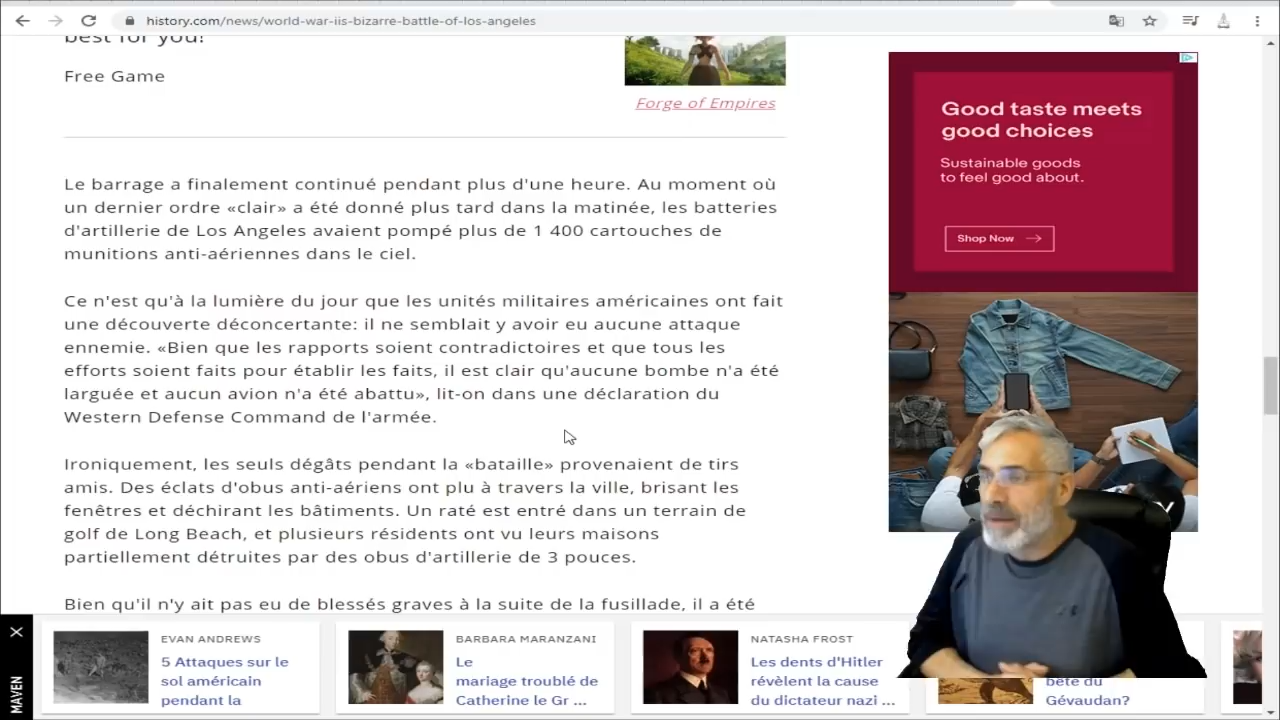 history.com/news/world-war-iis-bizarre-battle-of-los-angeles
best for you!
Free Game
Forge of Empires
Le barrage a finalement continué pendant plus d'une heure. Au moment où
un dernier ordre «clair» a été donné plus tard dans la matinée, les batteries
d'artillerie de Los Angeles avaient pompé plus de 1 400 cartouches de
munitions anti-aériennes dans le ciel.
Ce n'est qu'à la lumière du jour que les unités militaires américaines ont fait
une découverte déconcertante: il ne semblait y avoir eu aucune attaque
ennemie. «Bien que les rapports soient contradictoires et que tous les
efforts soient faits pour établir les faits, il est clair qu'aucune bombe n'a été
larguée et aucun avion n'a été abattu», lit-on dans une déclaration du
Western Defense Command de l'armée.
Ironiquement, les seuls dégâts pendant la «bataille» provenaient de tirs
amis. Des éclats d'obus anti-aériens ont plu à travers la ville, brisant les
fenêtres et déchirant les bâtiments. Un raté est entré dans un terrain de
golf de Long Beach, et plusieurs résidents ont vu leurs maisons
partiellement détruites par des obus d'artillerie de 3 pouces.
Bien qu'il n'y ait pas eu de blessés graves à la suite de la fusillade, il a été
Good taste meets
good choices
Sustainable goods
to feel good about.
Shop Now
MAVEN
EVAN ANDREWS
5 Attaques sur le
sol américain
pendant la
BARBARA MARANZANI
Le
mariage troublé de
Catherine le Gr ...
NATASHA FROST
Les dents d'Hitler
révèlent la cause
du dictateur nazi ...
bête du
Gévaudan?